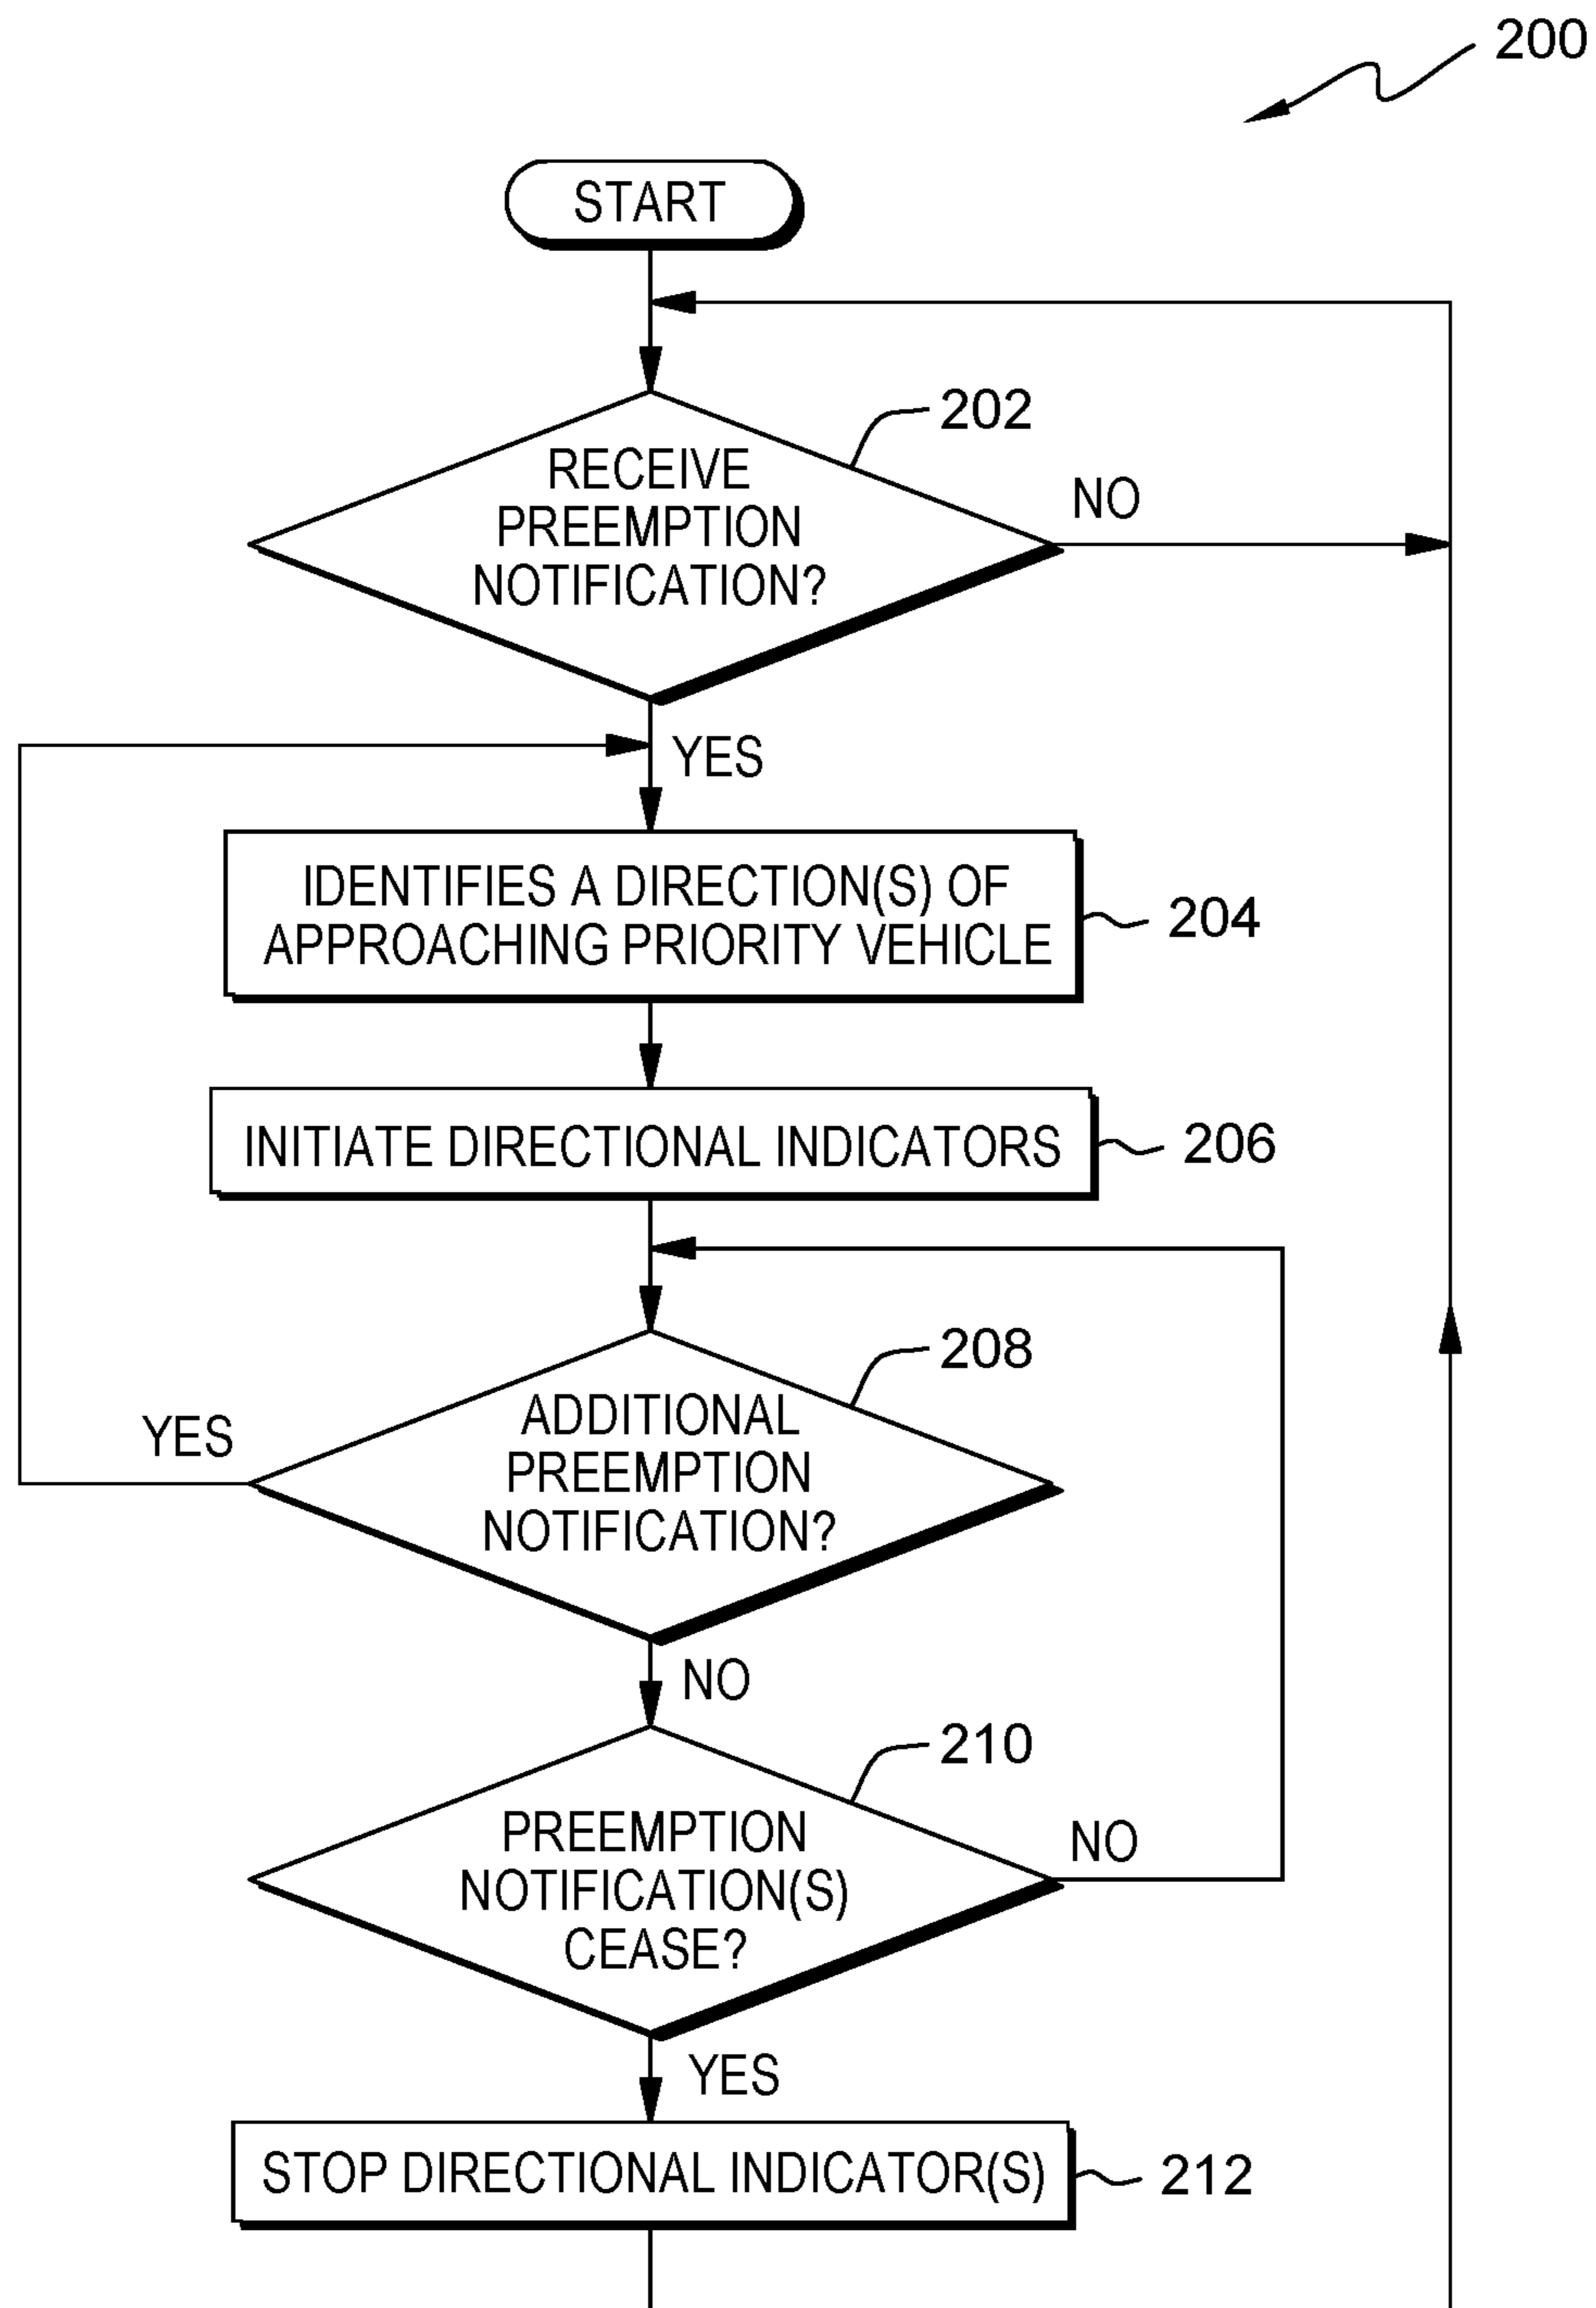 200
START
202
RECEIVE
PREEMPTION
NOTIFICATION?
NO
YES
IDENTIFIES A DIRECTION(S) OF
APPROACHING PRIORITY VEHICLE
204
INITIATE DIRECTIONAL INDICATORS
206
208
ADDITIONAL
PREEMPTION
NOTIFICATION?
YES
NO
210
PREEMPTION
NOTIFICATION(S)
CEASE?
NO
YES
STOP DIRECTIONAL INDICATOR(S)
212